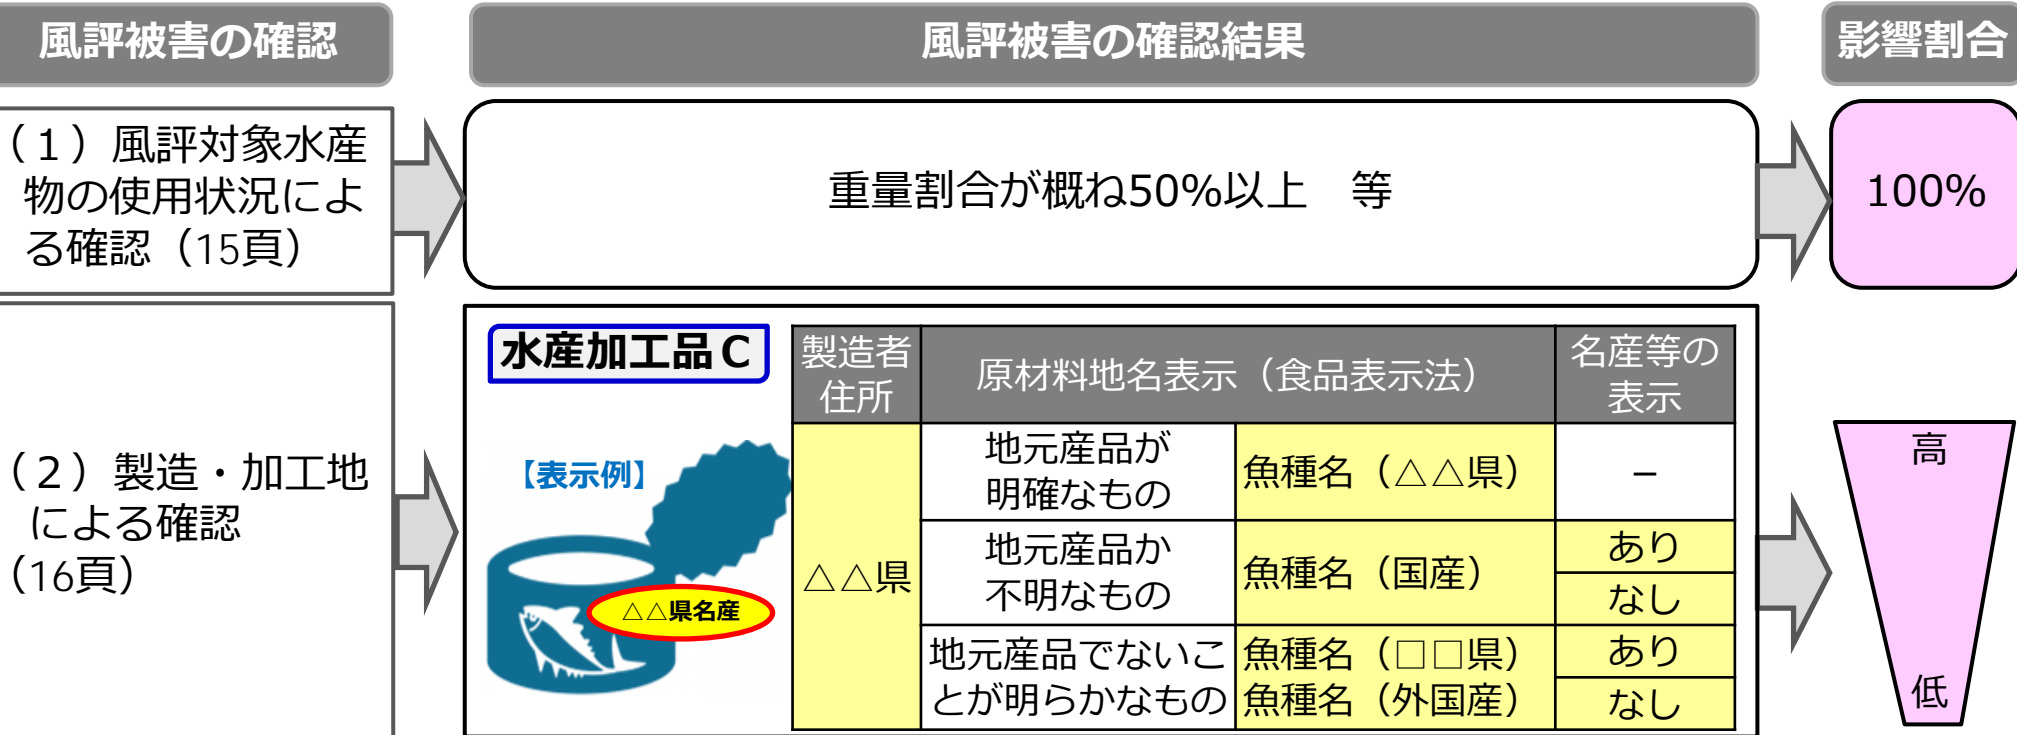 風評被害の確認
風評被害の確認結果
影響割合
（１）風評対象水産
物の使用状況によ
る確認（15頁）
重量割合が概ね50%以上　等
100%
（２）製造・加工地
による確認
（16頁）
水産加工品Ｃ
【表示例】
△△県名産
製造者
住所
原材料地名表示（食品表示法）
名産等の
表示
△△県
地元産品が
明確なもの
魚種名（△△県）
－
地元産品か
不明なもの
魚種名（国産）
あり
なし
地元産品でないこ
とが明らかなもの
魚種名（□□県）
魚種名（外国産）
あり
なし
高
低